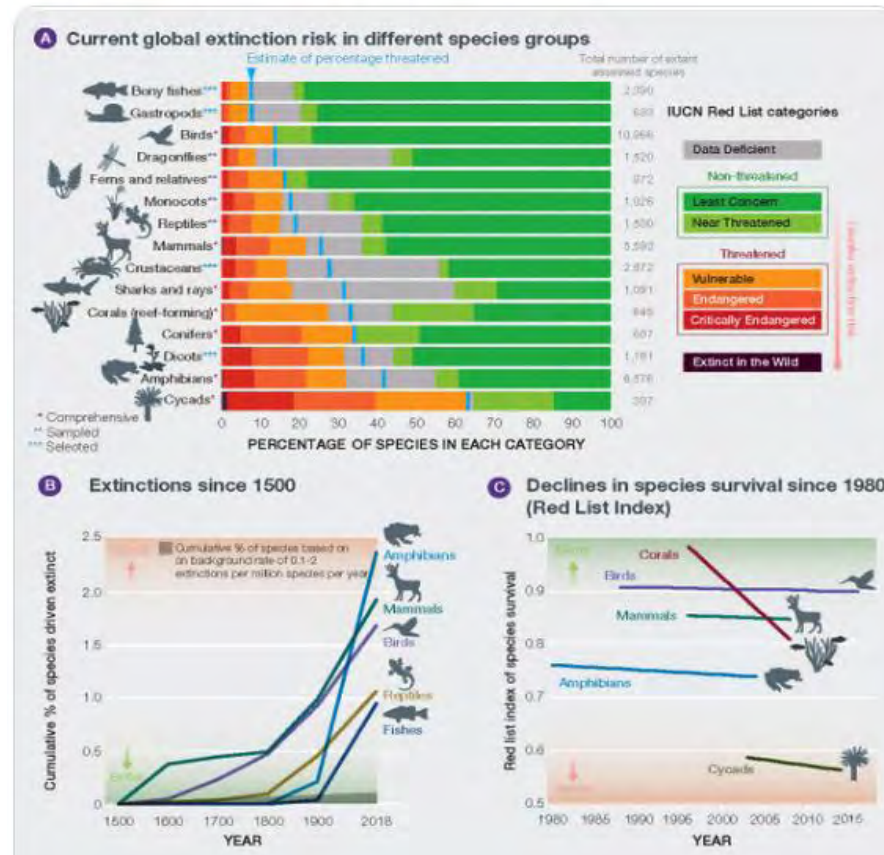 A Current global extinction risk in different species groups
Estimate of percentage threatened
Total number of extant
assessed species
Bony fishes***
Gastropods***
Birds*
Dragonflies**
Ferns and relatives**
Monocots**
Reptiles**
Mammals*
Crustaceans***
Sharks and rays*
Corals (reef-forming)*
Conifers*
Dicots***
Amphibians*
Cycads*
10,966
1,520
972
1,026
1,500
2,872
1,091
845
607
6,576
307
IUCN Red List categories
Data Deficient
Non-threatened
Least Concern
Near Threatened
Threatened
Vulnerable
Endangered
Critically Endangered
Extinct in the Wild
* Comprehensive
** Sampled
*** Selected
0 10 20 30 40 50 60 70 80 90 100
PERCENTAGE OF SPECIES IN EACH CATEGORY
B Extinctions since 1500
Cumulative % of species driven extinct
2.5
2.0
1.5
1.0
0.5
0
Cumulative % of species based on
an background rate of 0.1-2
extinctions per million species per year
Amphibians
Mammals
Birds
Reptiles
Fishes
1500 1600 1700 1800 1900 2018
YEAR
C Declines in species survival since 1980
(Red List Index)
Red list index of species survival
1.0
0.9
0.8
0.7
0.6
0.5
Corals
Birds
Mammals
Amphibians
Cycads
1980 1985 1990 1995 2000 2005 2010 2015
YEAR